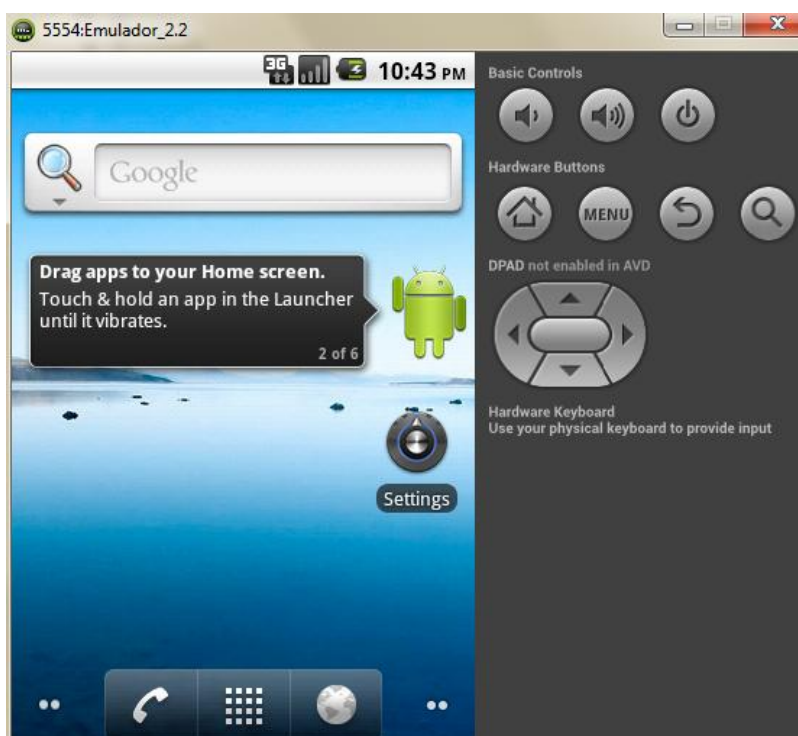 5554:Emulador_2.2
3G 10:43 PM
Google
Drag apps to your Home screen.
Touch & hold an app in the Launcher
until it vibrates.
2 of 6
Settings
Basic Controls
Hardware Buttons
MENU
DPAD not enabled in AVD
Hardware Keyboard
Use your physical keyboard to provide input